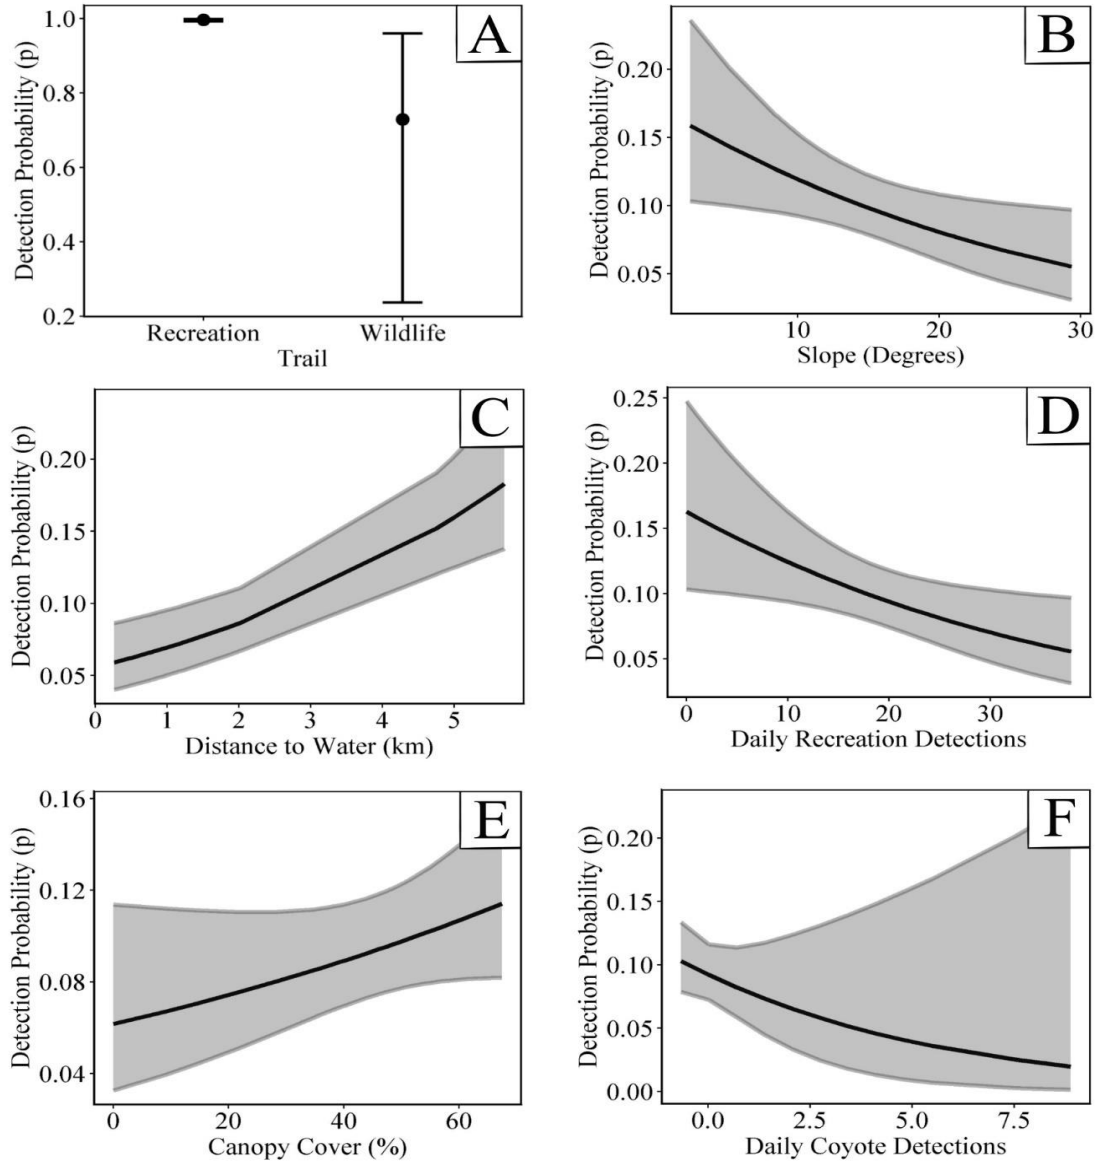 A
Detection Probability (p)
1.0
0.8
0.6
0.4
0.2
Recreation Wildlife
Trail
B
Detection Probability (p)
0.20
0.15
0.10
0.05
10 20 30
Slope (Degrees)
C
Detection Probability (p)
0.20
0.15
0.10
0.05
0 1 2 3 4 5
Distance to Water (km)
D
Detection Probability (p)
0.25
0.20
0.15
0.10
0.05
0 10 20 30
Daily Recreation Detections
E
Detection Probability (p)
0.16
0.12
0.08
0.04
0 20 40 60
Canopy Cover (%)
F
Detection Probability (p)
0.20
0.15
0.10
0.05
0.00
0.0 2.5 5.0 7.5
Daily Coyote Detections